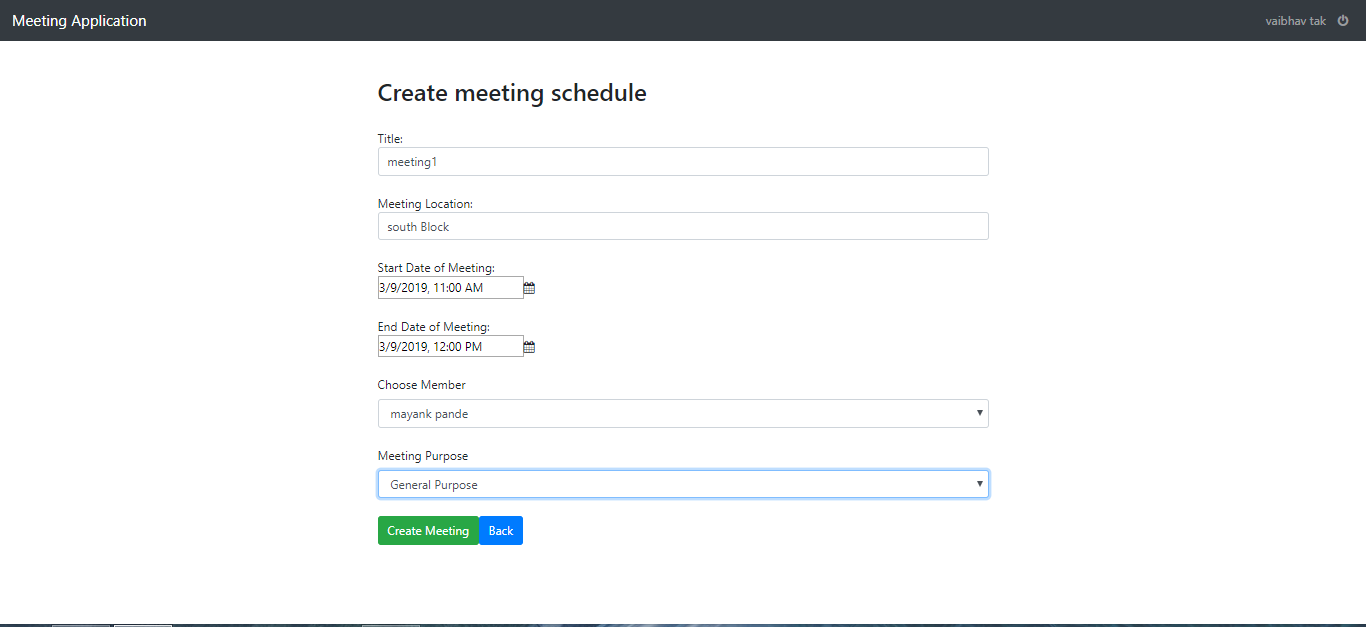 Meeting Application
vaibhav tak
Create meeting schedule
Title:
meeting1
Meeting Location:
south Block
Start Date of Meeting:
3/9/2019, 11:00 AM
End Date of Meeting:
3/9/2019, 12:00 PM
Choose Member
mayank pande
Meeting Purpose
General Purpose
Create Meeting Back